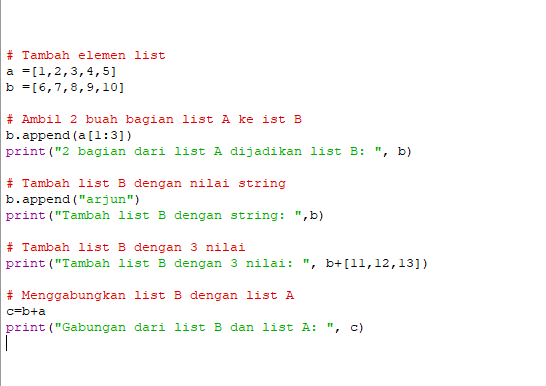 # Tambah elemen list
a =[1,2,3,4,5]
b =[6,7,8,9,10]
# Ambil 2 buah bagian list A ke ist B
b.append(a[1:3])
print("2 bagian dari list A dijadikan list B: ", b)
# Tambah list B dengan nilai string
b.append("arjun")
print("Tambah list B dengan string: ",b)
# Tambah list B dengan 3 nilai
print("Tambah list B dengan 3 nilai: ", b+[11,12,13])
# Menggabungkan list B dengan list A
c=b+a
print("Gabungan dari list B dan list A: ", c)